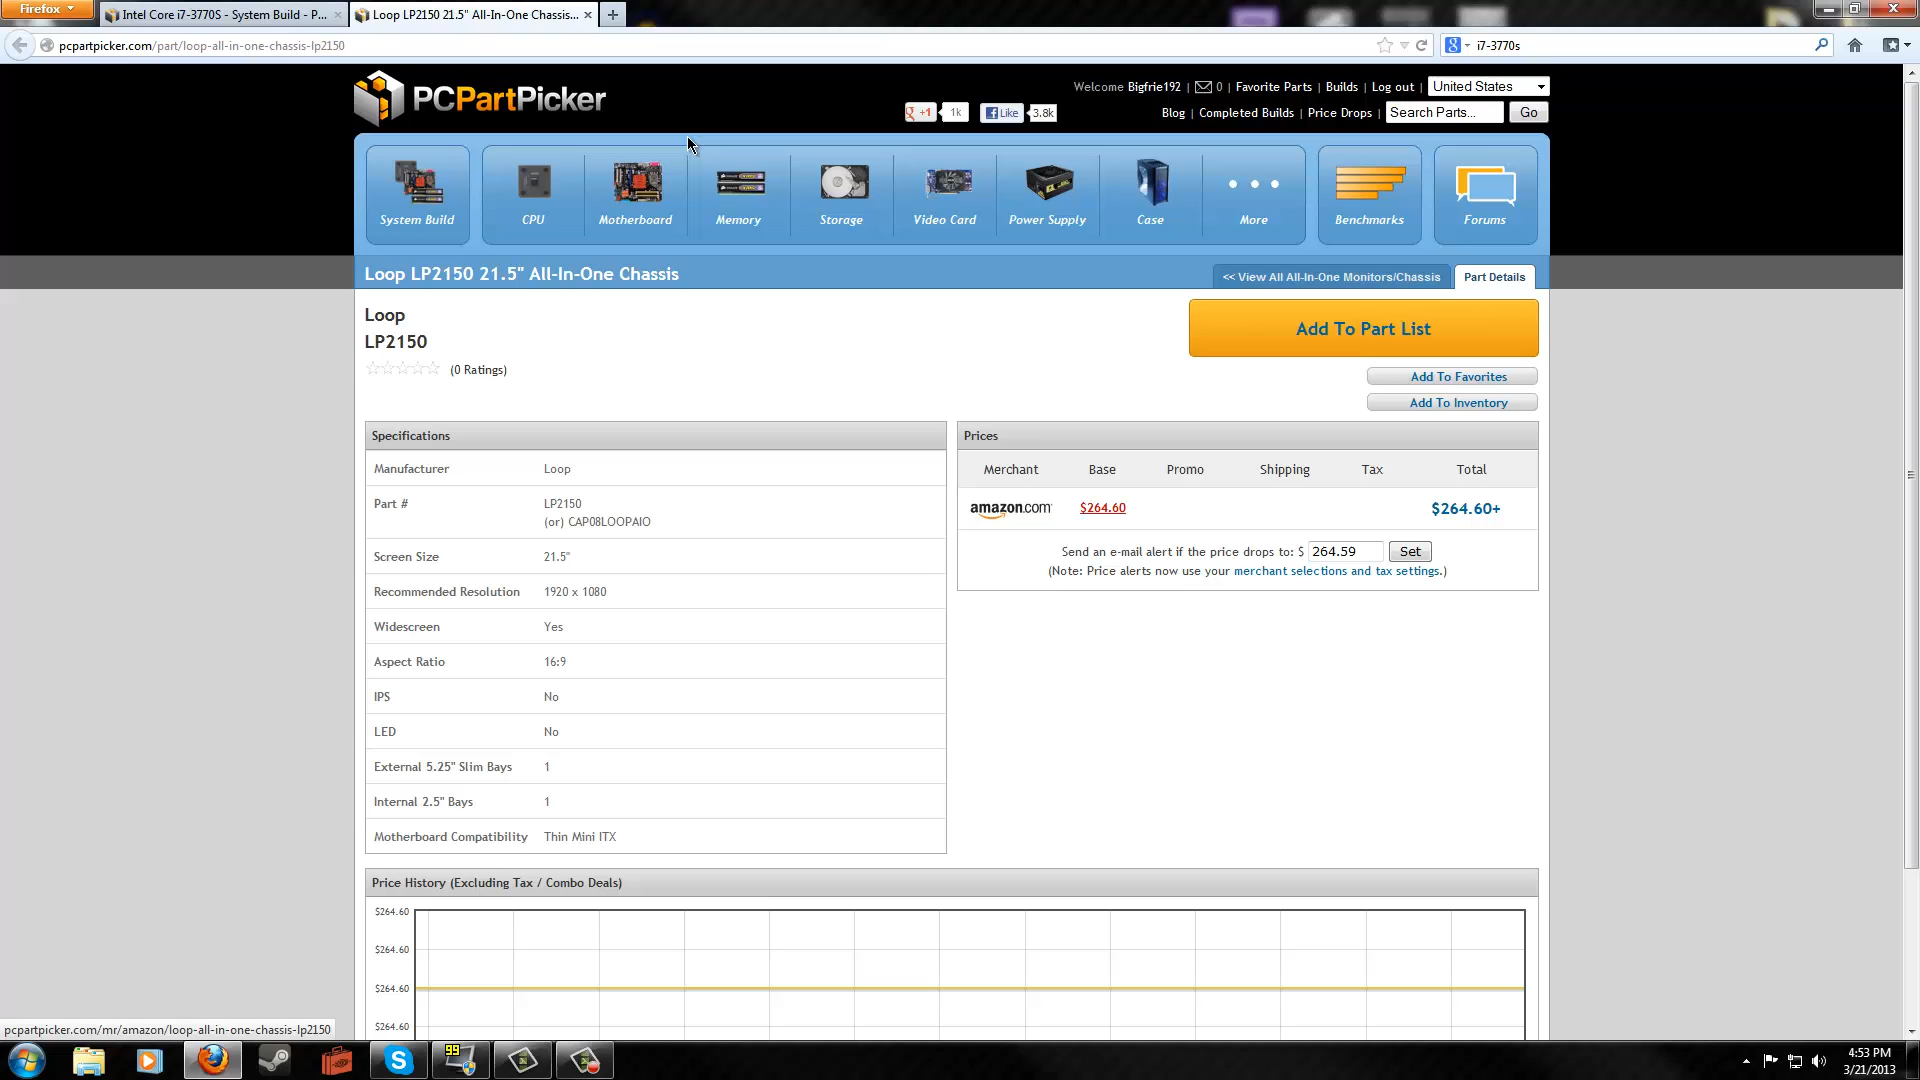 Firefox
Intel Core i7-3770S - System Build - P...
Loop LP2150 21.5" All-In-One Chassis...
pcpartpicker.com/part/loop-all-in-one-chassis-lp2150
i7-3770s
PCPartPicker
Welcome Bigfrie192 | 0 | Favorite Parts | Builds | Log out | United States
+1 1k Like 3.8k
Blog | Completed Builds | Price Drops | Search Parts... Go
System Build CPU Motherboard Memory Storage Video Card Power Supply Case More Benchmarks Forums
Loop LP2150 21.5" All-In-One Chassis
<< View All All-In-One Monitors/Chassis Part Details
Loop
LP2150
(0 Ratings)
Add To Part List
Add To Favorites
Add To Inventory
Specifications
Manufacturer Loop
Part # LP2150
(or) CAP08LOOPAIO
Screen Size 21.5"
Recommended Resolution 1920 x 1080
Widescreen Yes
Aspect Ratio 16:9
IPS No
LED No
External 5.25" Slim Bays 1
Internal 2.5" Bays 1
Motherboard Compatibility Thin Mini ITX
Prices
Merchant Base Promo Shipping Tax Total
amazon.com $264.60 $264.60+
Send an e-mail alert if the price drops to: $ 264.59 Set
(Note: Price alerts now use your merchant selections and tax settings.)
Price History (Excluding Tax / Combo Deals)
$264.60
$264.60
$264.60
$264.60
pcpartpicker.com/mr/amazon/loop-all-in-one-chassis-lp2150
99
4:53 PM
3/21/2013